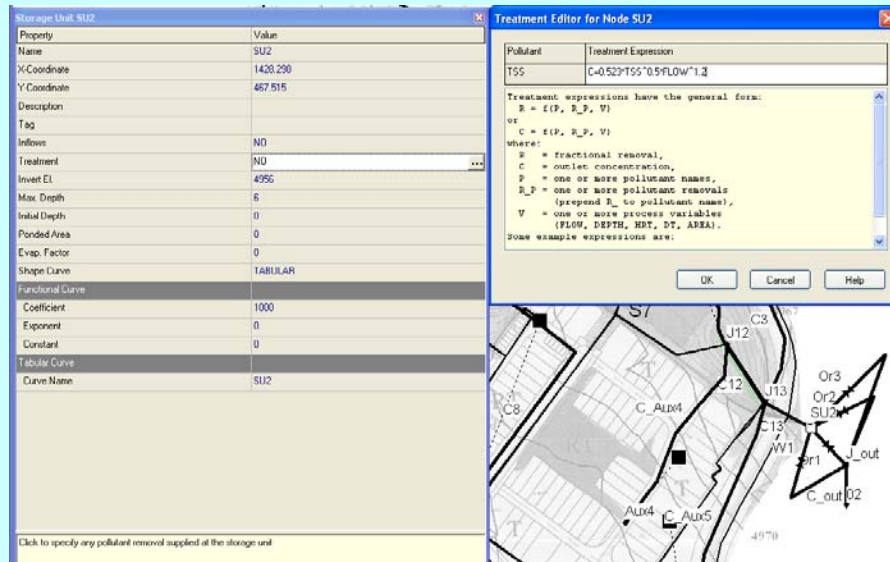 Storage Unit SU2
Property Value
Name SU2
X-Coordinate 1428.290
Y-Coordinate 467.515
Description
Tag
Inflows NO
Treatment NO ...
Invert El. 4956
Max. Depth 6
Initial Depth 0
Ponded Area 0
Evap. Factor 0
Shape Curve TABULAR
Functional Curve
Coefficient 1000
Exponent 0
Constant 0
Tabular Curve
Curve Name SU2
Click to specify any pollutant removal supplied at the storage unit
Treatment Editor for Node SU2
Pollutant Treatment Expression
TSS C=0.523*TSS^0.5*FLOW^1.2
Treatment expressions have the general form:
R = f(P, R_P, V)
or
C = f(P, R_P, V)
where:
R = fractional removal,
C = outlet concentration,
P = one or more pollutant names,
R_P = one or more pollutant removals
(prepend R_ to pollutant name),
V = one or more process variables
(FLOW, DEPTH, HRT, DT, AREA).
Some example expressions are:
OK Cancel Help
S7
C3
J12
C12
J13
Or3
Or2
SU2
C8
C_Aux4
C13
W1
Or1
J_out
C_out
O2
Aux4
C_Aux5
4970